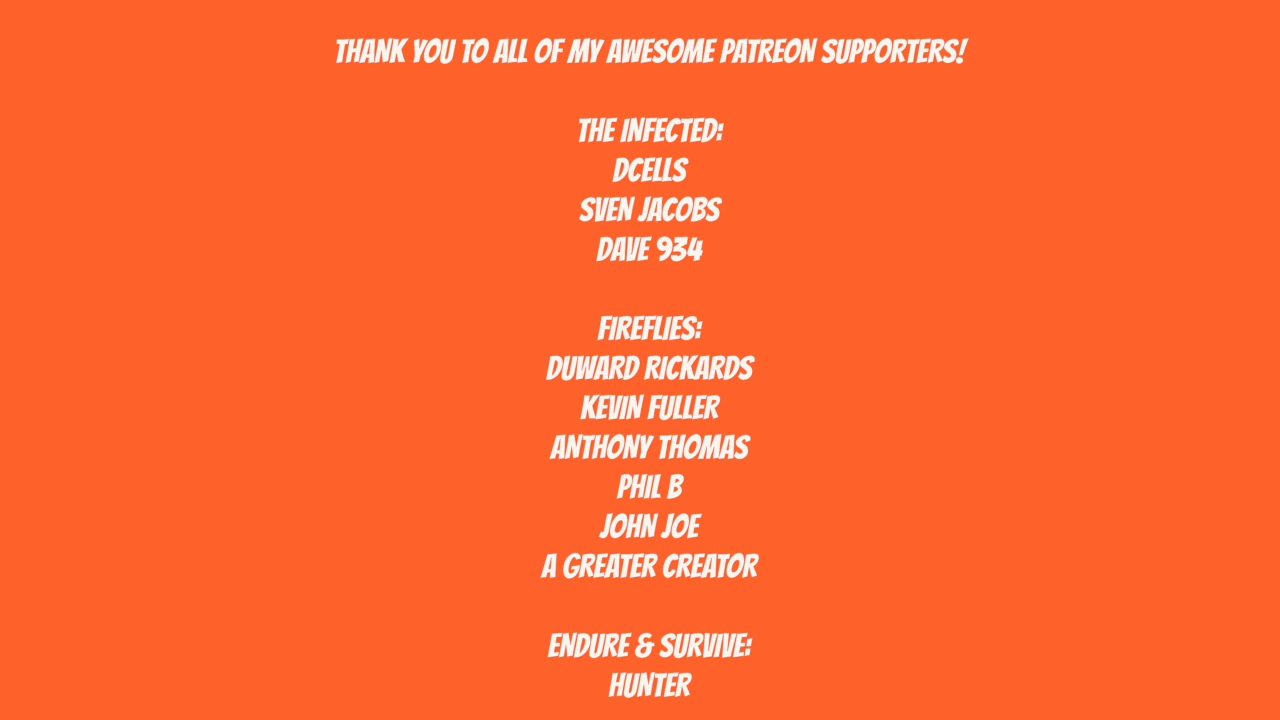 THANK YOU TO ALL OF MY AWESOME PATREON SUPPORTERS!
THE INFECTED:
DCELLS
SVEN JACOBS
DAVE 934
FIREFLIES:
DUWARD RICKARDS
KEVIN FULLER
ANTHONY THOMAS
PHIL B
JOHN JOE
A GREATER CREATOR
ENDURE & SURVIVE:
HUNTER